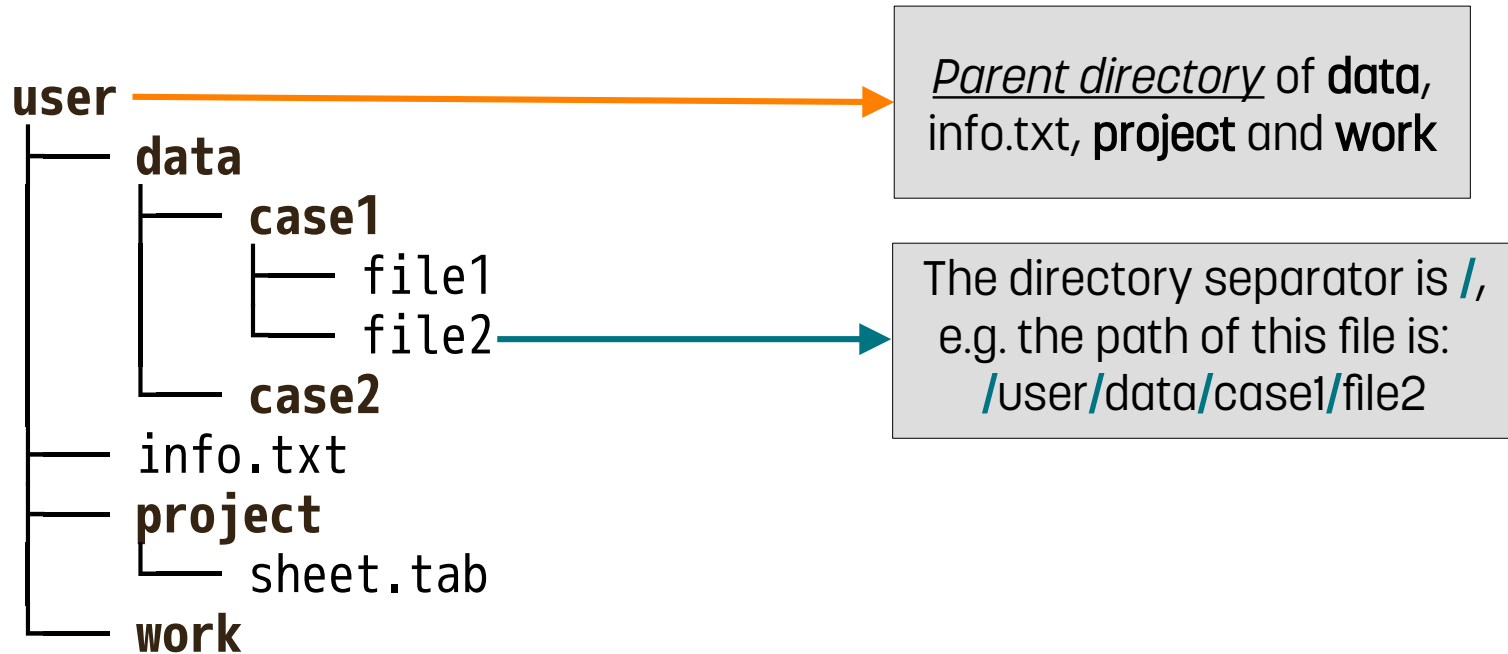 user
data
case1
file1
file2
case2
info.txt
project
sheet.tab
work
Parent directory of data,
info.txt, project and work
The directory separator is /,
e.g. the path of this file is:
/user/data/case1/file2